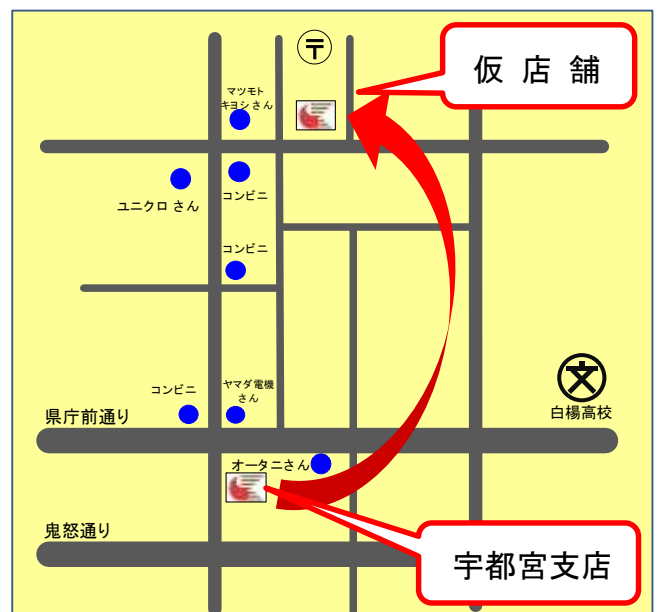 〒
仮 店 舗
マツモト
キヨシ さん
ユニクロ さん
コンビニ
コンビニ
コンビニ
ヤマダ電機
さん
文
白楊高校
県庁前通り
オータニさん
鬼怒通り
宇都宮支店